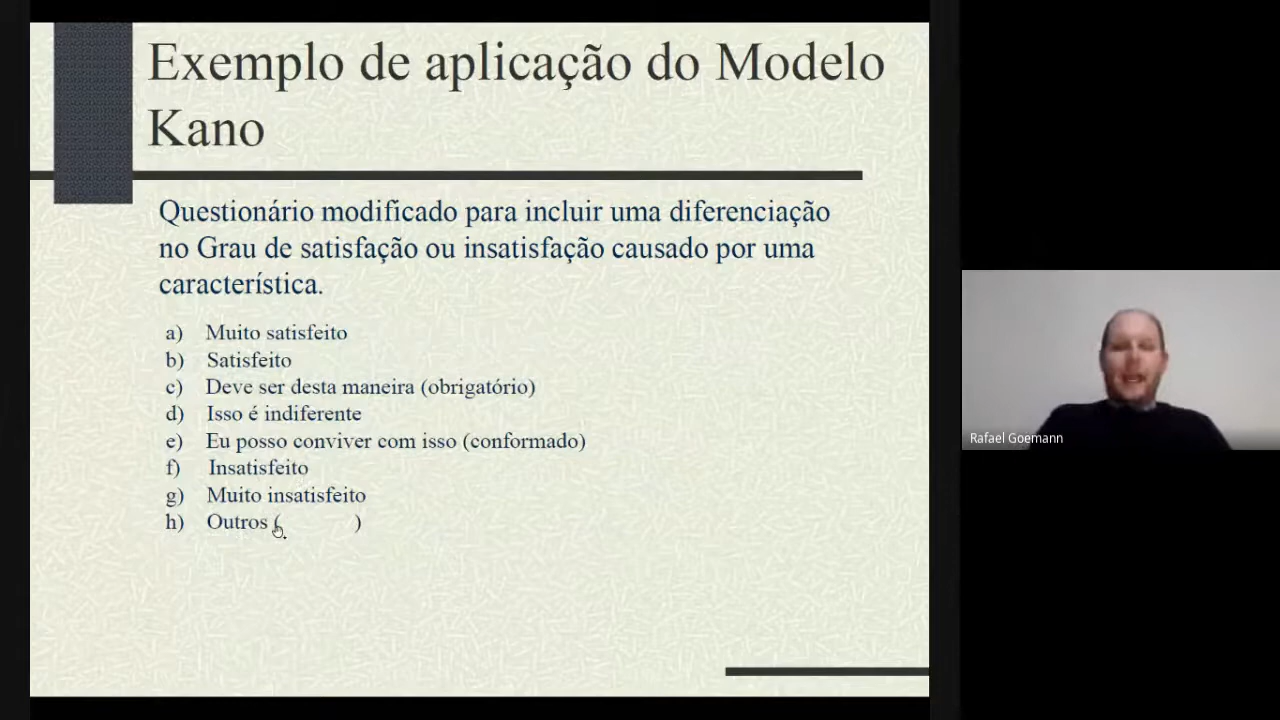 Exemplo de aplicação do Modelo
Kano
Questionário modificado para incluir uma diferenciação
no Grau de satisfação ou insatisfação causado por uma
característica.
a) Muito satisfeito
b) Satisfeito
c) Deve ser desta maneira (obrigatório)
d) Isso é indiferente
e) Eu posso conviver com isso (conformado)
f) Insatisfeito
g) Muito insatisfeito
h) Outros ( )
Rafael Goemann